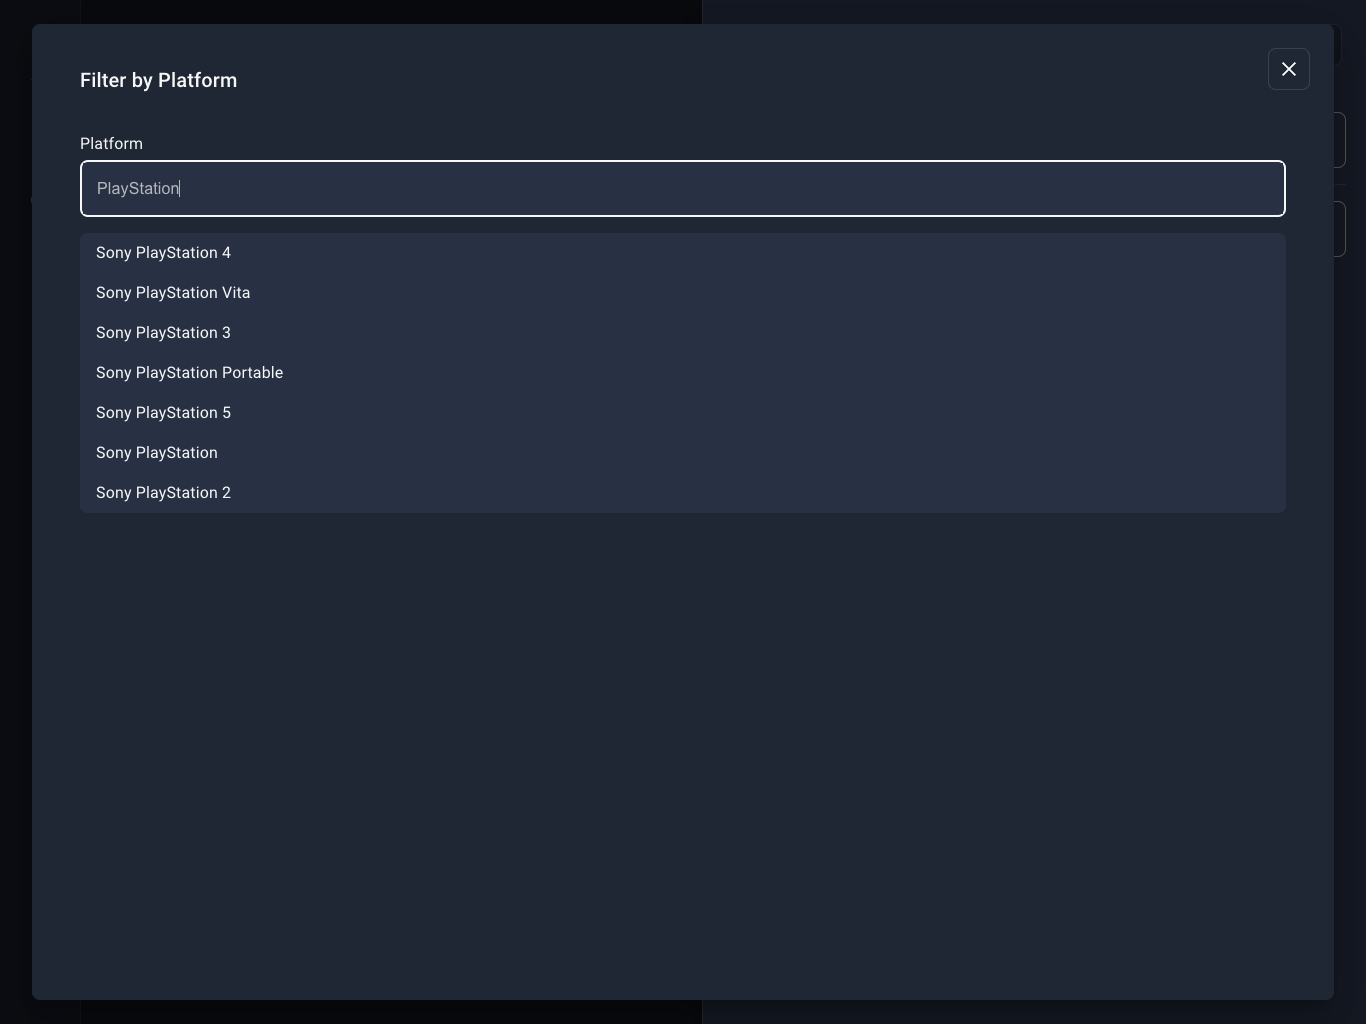 Filter by Platform
Platform
PlayStation
Sony PlayStation 4
Sony PlayStation Vita
Sony PlayStation 3
Sony PlayStation Portable
Sony PlayStation 5
Sony PlayStation
Sony PlayStation 2